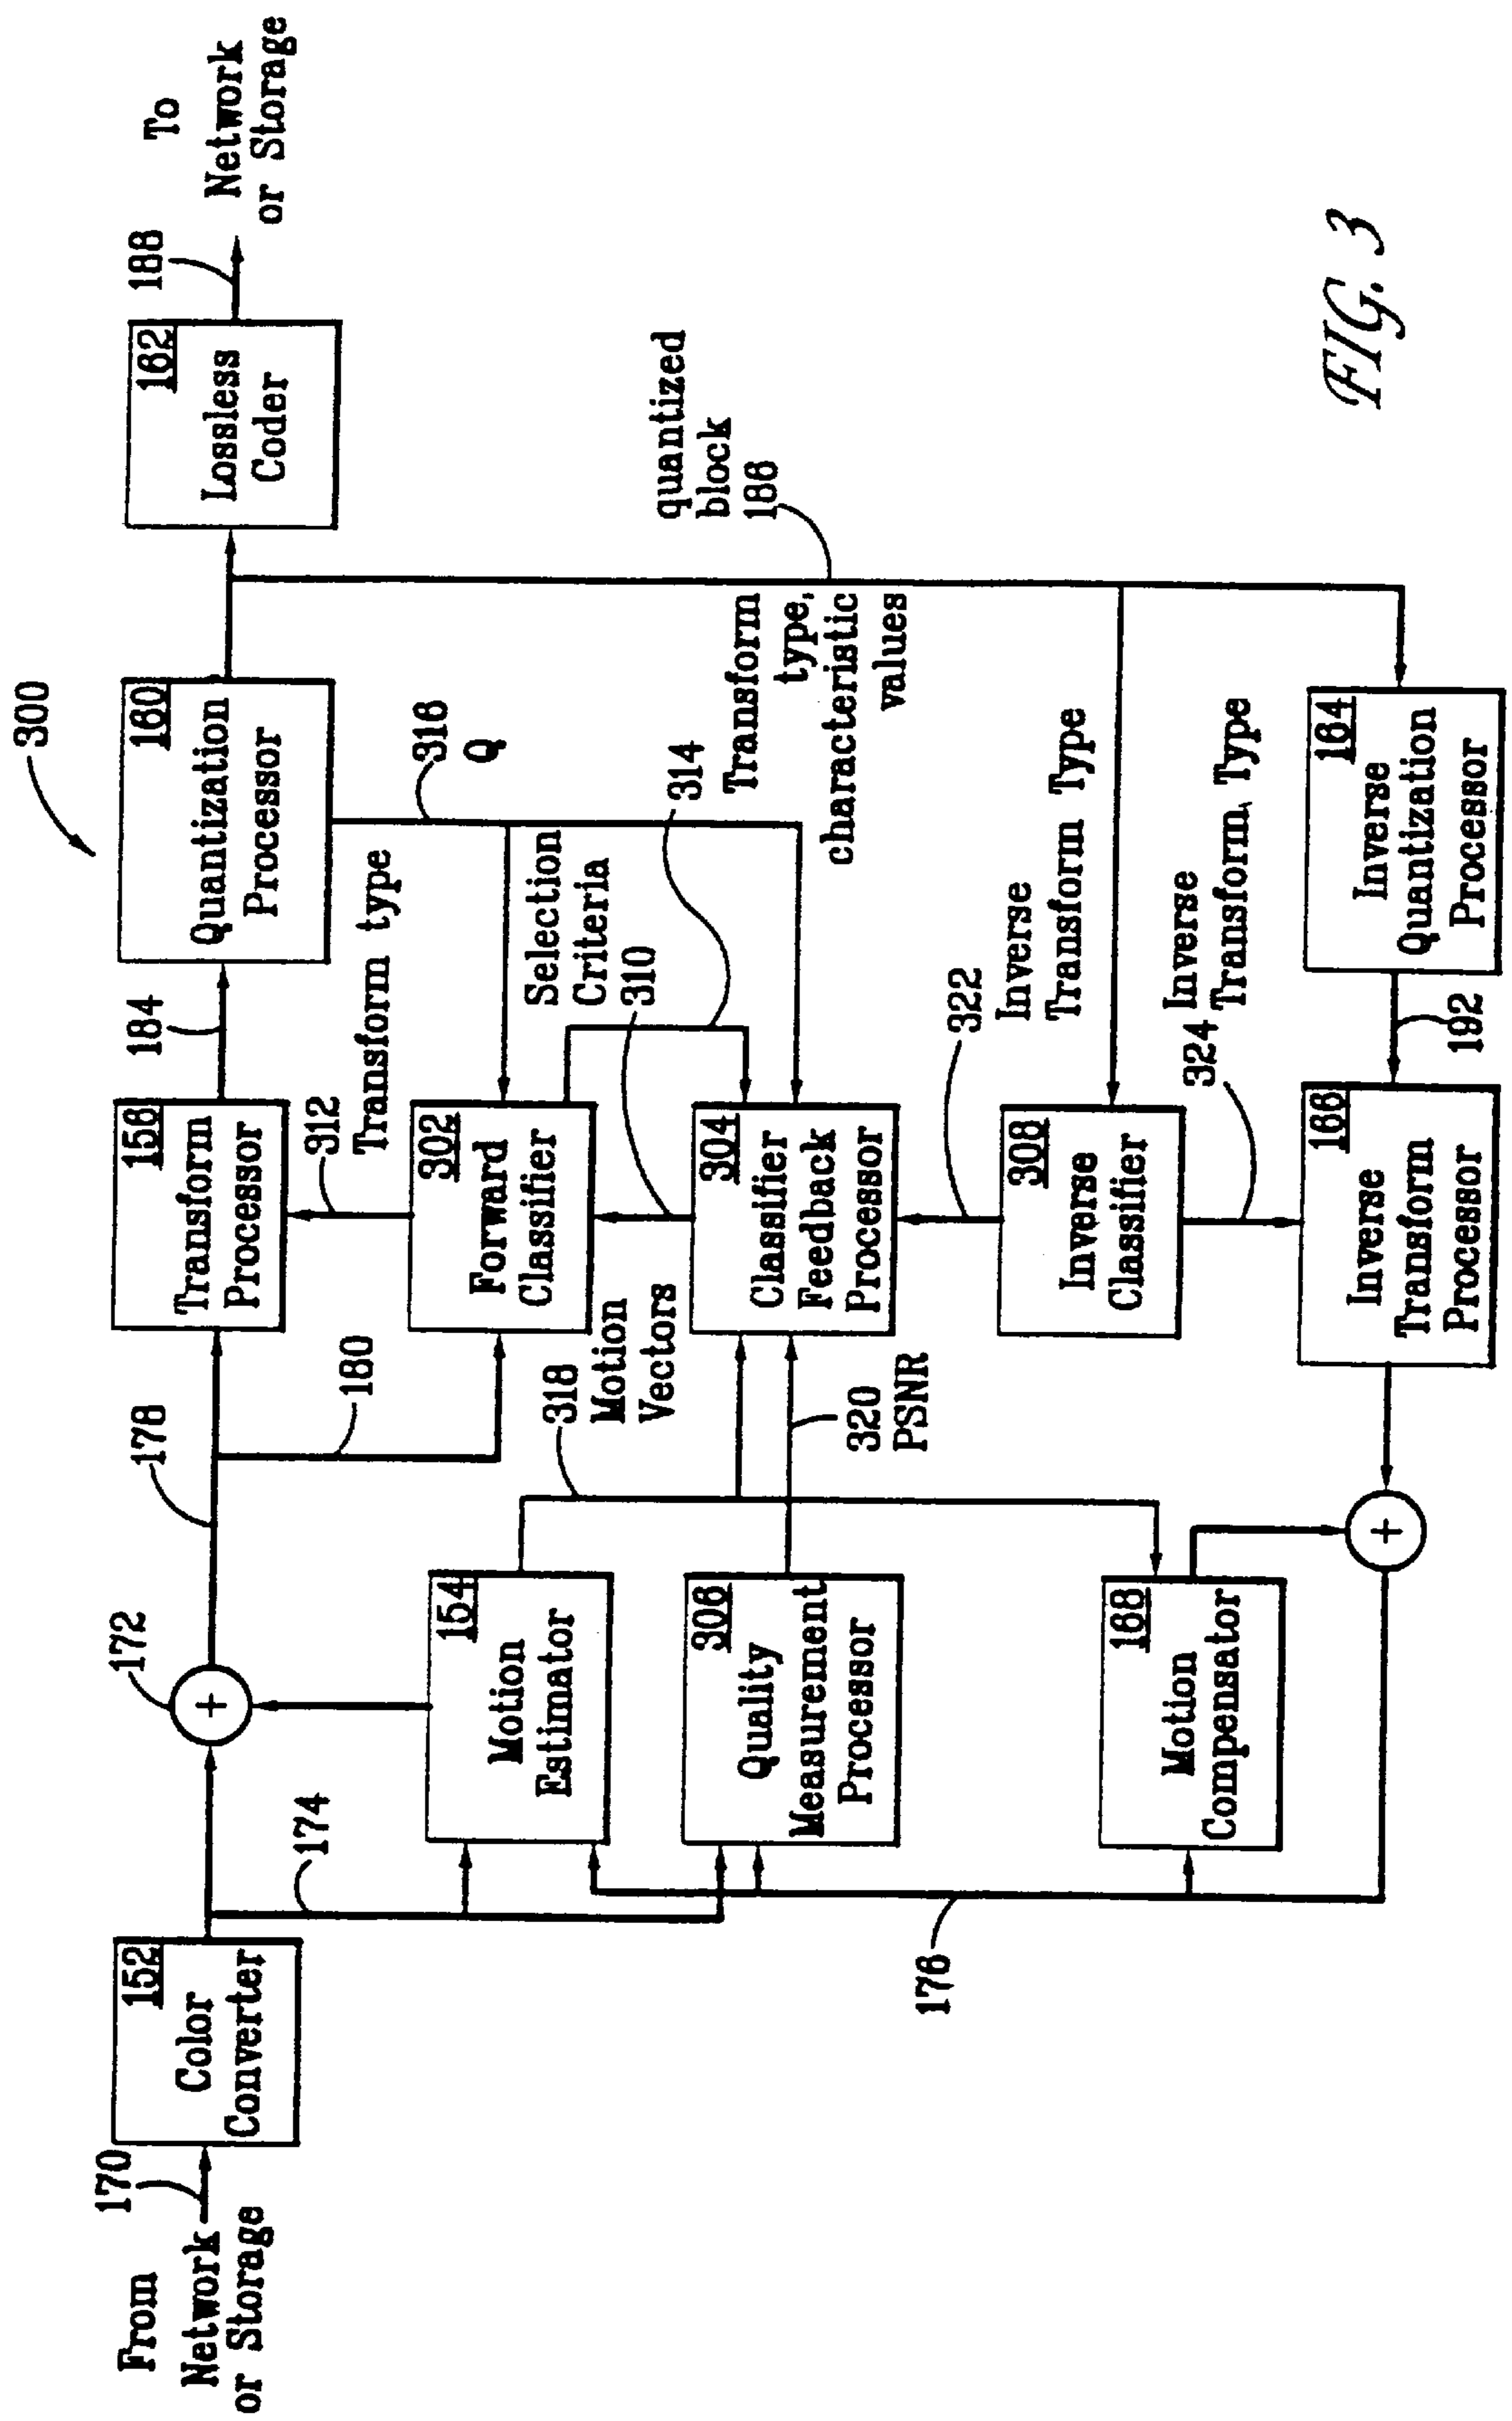 300
From
Network
or Storage
170
152
Color
Converter
174
172
178
180
156
Transform
Processor
184
160
Quantization
Processor
162
Lossless
Coder
188
To
Network
or Storage
312
Transform type
316
Q
154
Motion
Estimator
318
Motion
Vectors
302
Forward
Classifier
Selection
Criteria
310
314
Transform
type,
characteristic
values
quantized
block
186
306
Quality
Measurement
Processor
320
PSNR
304
Classifier
Feedback
Processor
322
Inverse
Transform Type
176
168
Motion
Compensator
308
Inverse
Classifier
324
Inverse
Transform Type
166
Inverse
Transform
Processor
192
164
Inverse
Quantization
Processor
FIG. 3